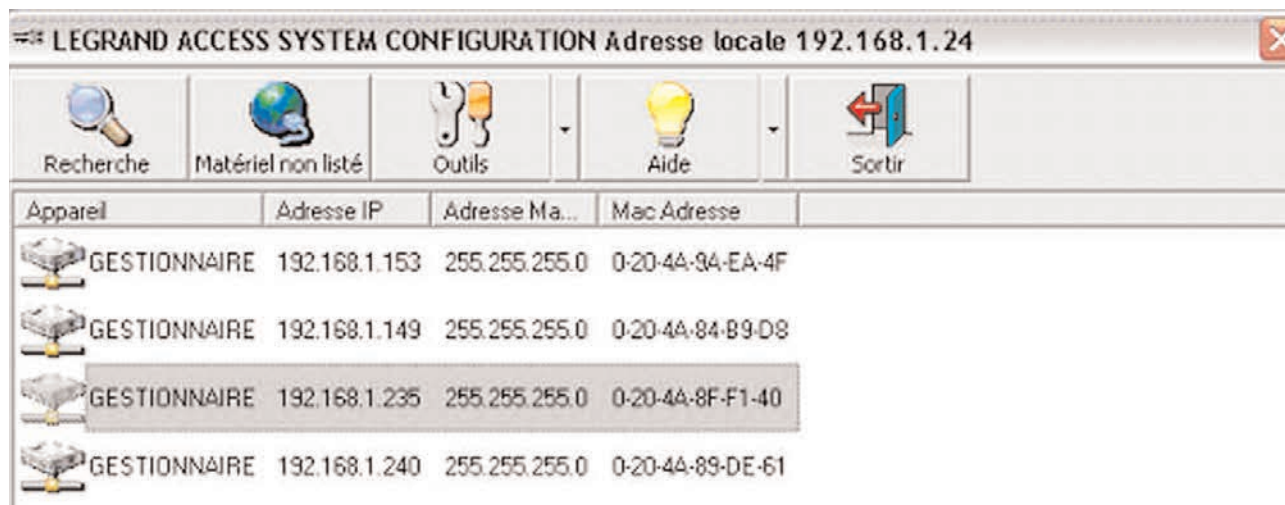 LEGRAND ACCESS SYSTEM CONFIGURATION Adresse locale 192.168.1.24
Recherche Matériel non listé Outils Aide Sortir
Appareil Adresse IP Adresse Ma... Mac Adresse
GESTIONNAIRE 192.168.1.153 255.255.255.0 0-20-4A-9A-EA-4F
GESTIONNAIRE 192.168.1.149 255.255.255.0 0-20-4A-84-B9-D8
GESTIONNAIRE 192.168.1.235 255.255.255.0 0-20-4A-8F-F1-40
GESTIONNAIRE 192.168.1.240 255.255.255.0 0-20-4A-89-DE-61